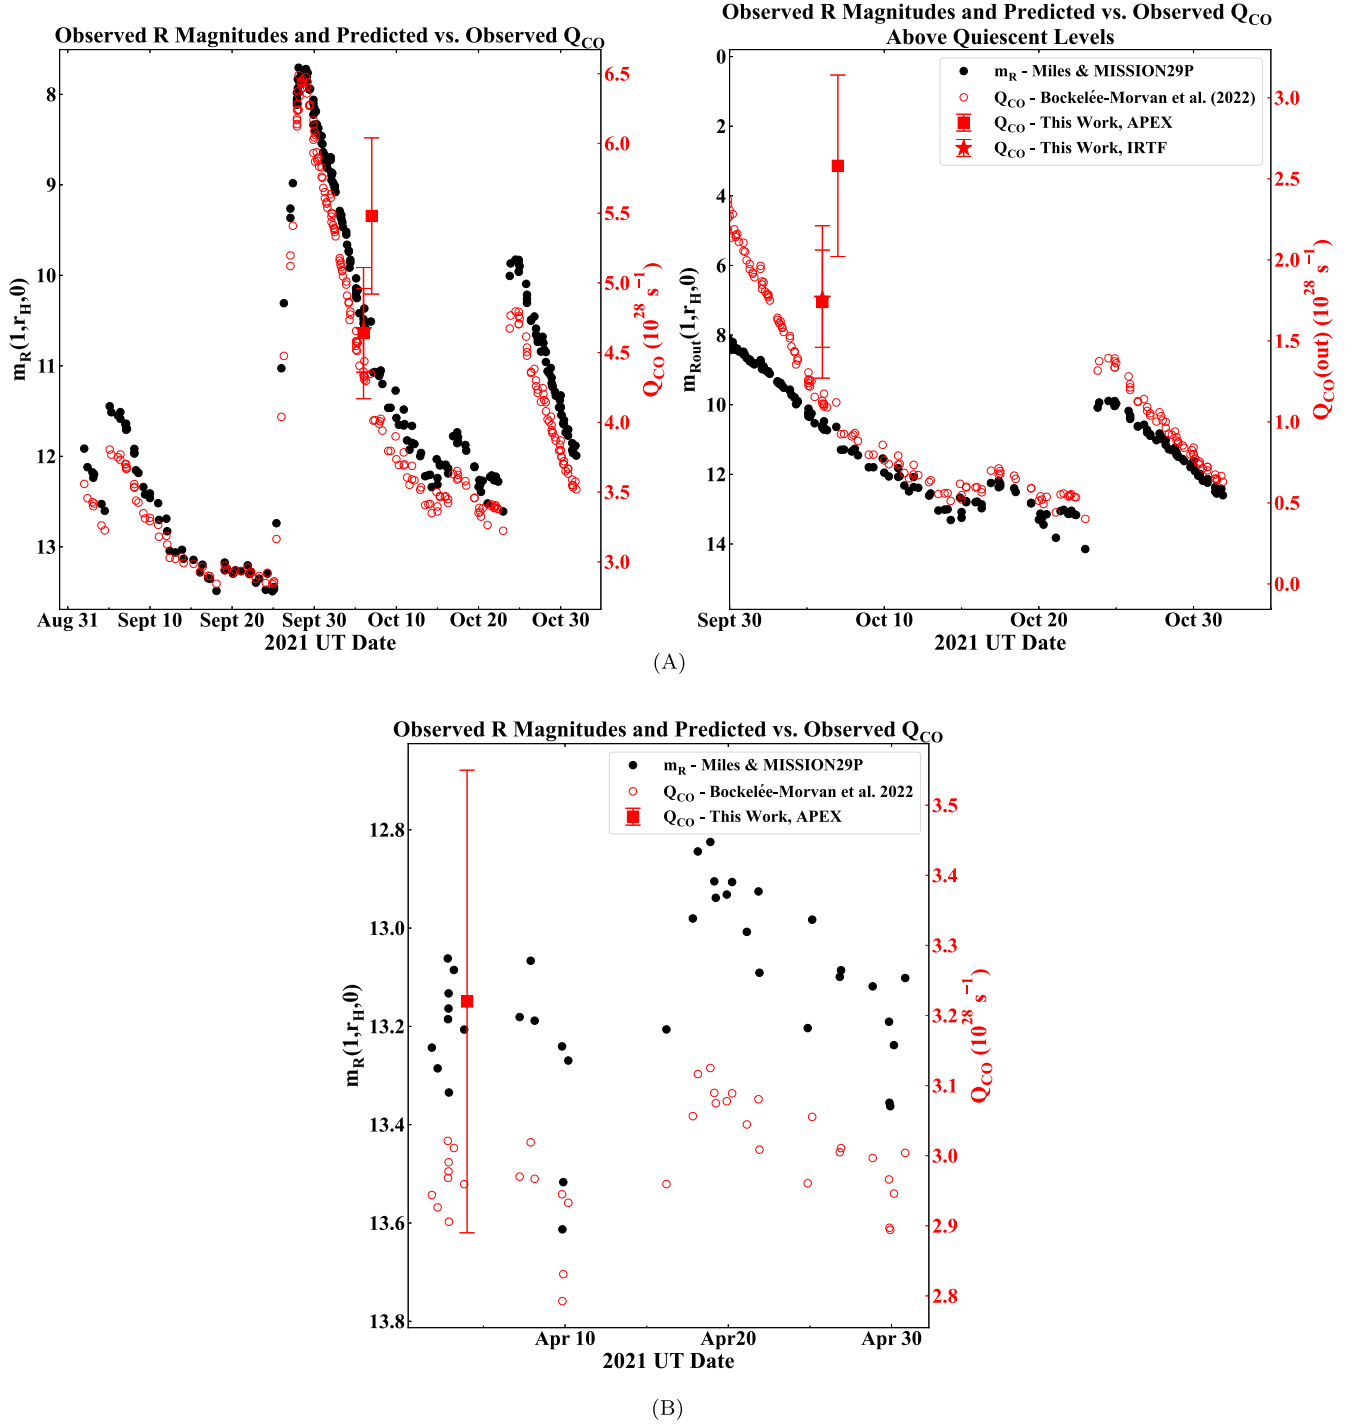 Observed R Magnitudes and Predicted vs. Observed Q_CO
8
9
10
11
12
13
m_R(1,r_H,0)
6.5
6.0
5.5
5.0
4.5
4.0
3.5
3.0
Q_CO (10^28 s^−1)
Aug 31 Sept 10 Sept 20 Sept 30 Oct 10 Oct 20 Oct 30
2021 UT Date
Observed R Magnitudes and Predicted vs. Observed Q_CO
Above Quiescent Levels
m_R - Miles & MISSION29P
Q_CO - Bockelée-Morvan et al. (2022)
Q_CO - This Work, APEX
Q_CO - This Work, IRTF
0
2
4
6
8
10
12
14
m_Rout(1,r_H,0)
3.0
2.5
2.0
1.5
1.0
0.5
0.0
Q_CO(out) (10^28 s^−1)
Sept 30 Oct 10 Oct 20 Oct 30
2021 UT Date
(A)
Observed R Magnitudes and Predicted vs. Observed Q_CO
m_R - Miles & MISSION29P
Q_CO - Bockelée-Morvan et al. 2022
Q_CO - This Work, APEX
12.8
13.0
13.2
13.4
13.6
13.8
m_R(1,r_H,0)
3.5
3.4
3.3
3.2
3.1
3.0
2.9
2.8
Q_CO (10^28 s^−1)
Apr 10 Apr20 Apr 30
2021 UT Date
(B)